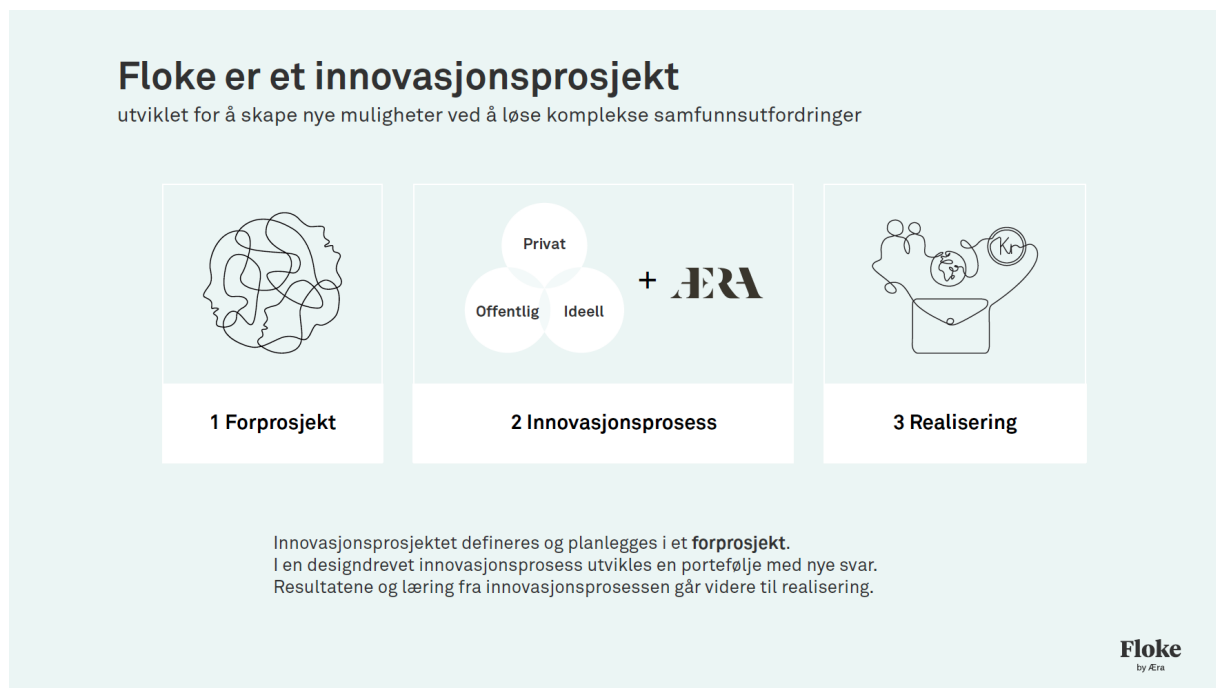 Floke er et innovasjonsprosjekt
utviklet for å skape nye muligheter ved å løse komplekse samfunnsutfordringer
Privat
Offentlig
Ideell
+
ÆRA
Kr
1 Forprosjekt
2 Innovasjonsprosess
3 Realisering
Innovasjonsprosjektet defineres og planlegges i et forprosjekt.
I en designdrevet innovasjonsprosess utvikles en portefølje med nye svar.
Resultatene og læring fra innovasjonsprosessen går videre til realisering.
Floke
by Æra